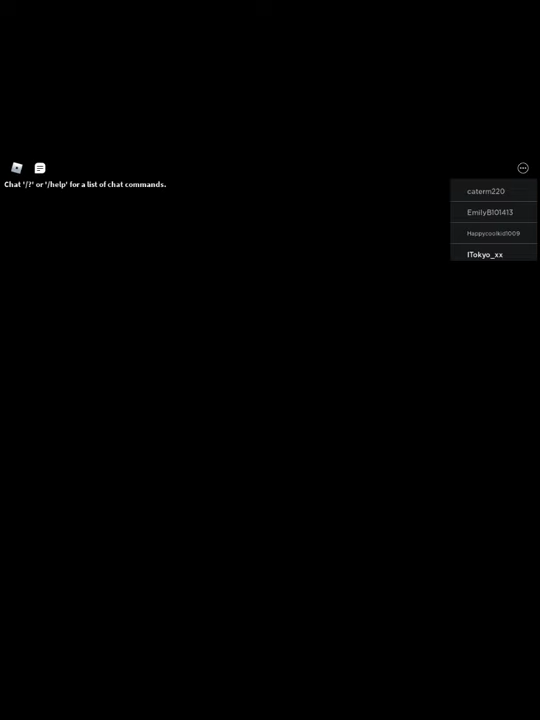 Chat '/?' or '/help' for a list of chat commands.
caterm220
EmilyB101413
Happycoolkid1009
ITokyo_xx